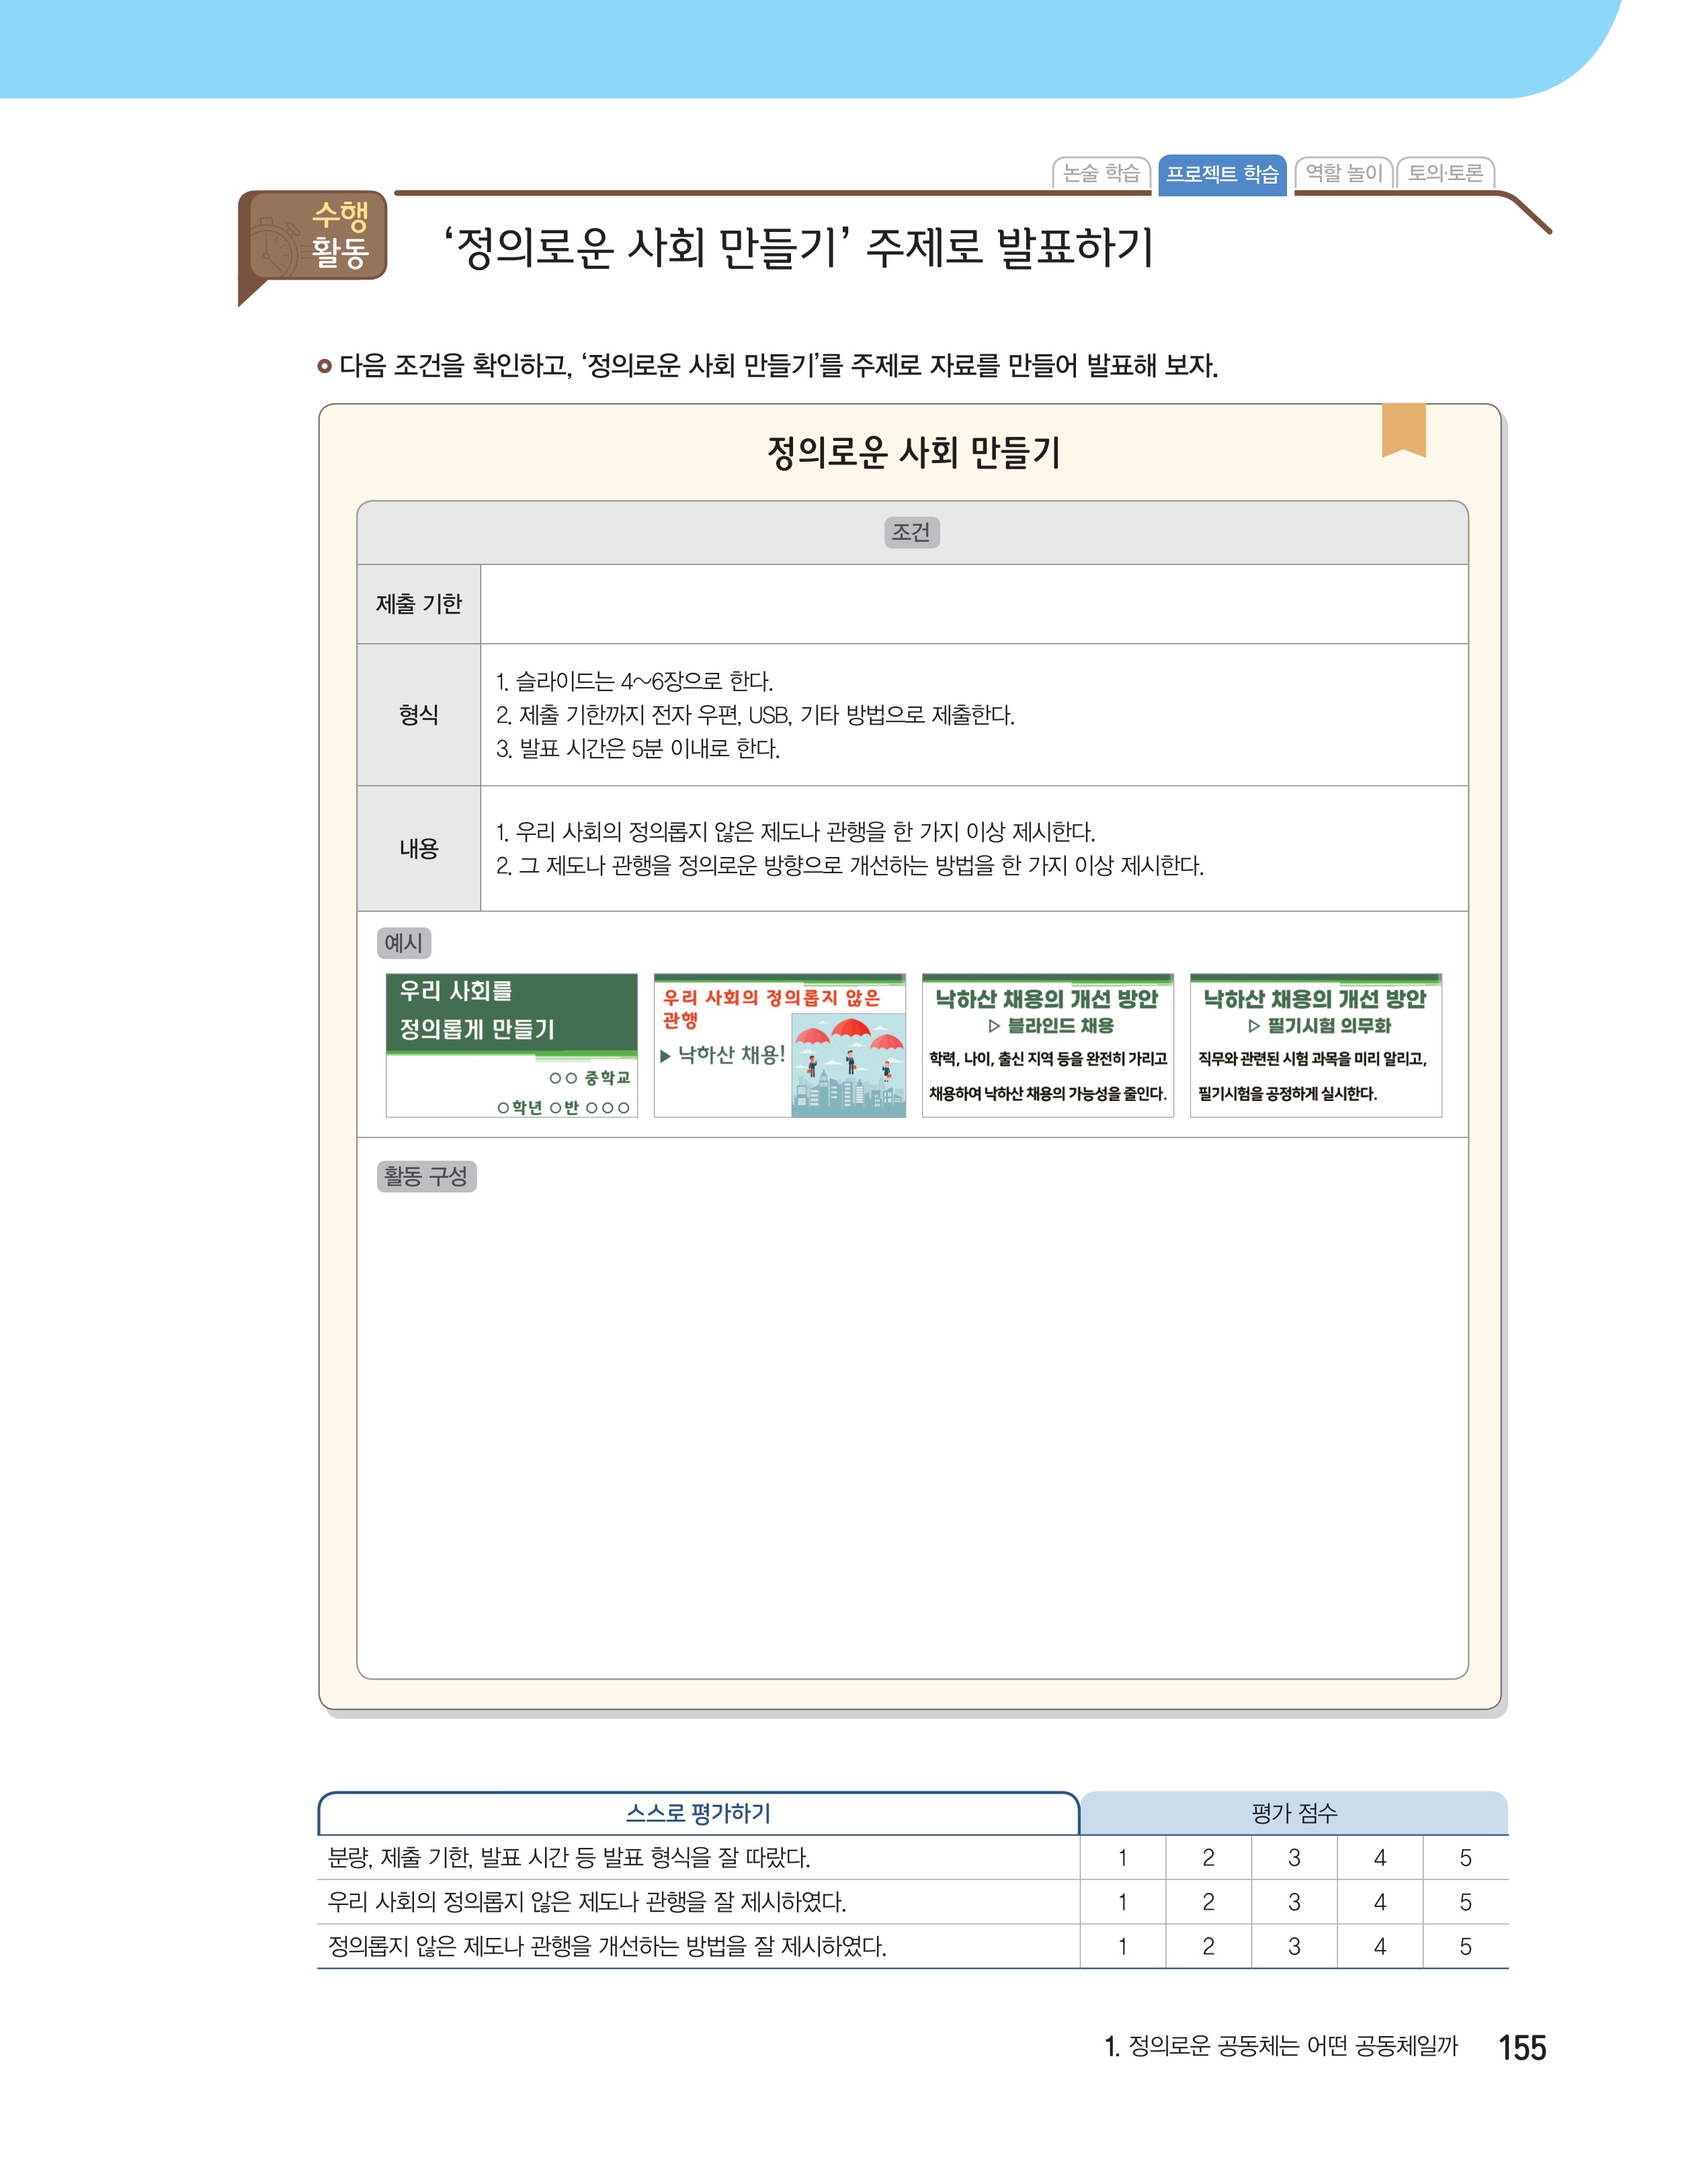 논술 학습
프로젝트 학습
역할 놀이
토의·토론
수행
활동
‘정의로운 사회 만들기’ 주제로 발표하기
다음 조건을 확인하고, ‘정의로운 사회 만들기’를 주제로 자료를 만들어 발표해 보자.
정의로운 사회 만들기
조건
제출 기한
형식
1. 슬라이드는 4～6장으로 한다.
2. 제출 기한까지 전자 우편, USB, 기타 방법으로 제출한다.
3. 발표 시간은 5분 이내로 한다.
내용
1. 우리 사회의 정의롭지 않은 제도나 관행을 한 가지 이상 제시한다.
2. 그 제도나 관행을 정의로운 방향으로 개선하는 방법을 한 가지 이상 제시한다.
예시
우리 사회를
정의롭게 만들기
○○ 중학교
○학년 ○반 ○○○
우리 사회의 정의롭지 않은
관행
▶ 낙하산 채용!
낙하산 채용의 개선 방안
▷ 블라인드 채용
학력, 나이, 출신 지역 등을 완전히 가리고
채용하여 낙하산 채용의 가능성을 줄인다.
낙하산 채용의 개선 방안
▷ 필기시험 의무화
직무와 관련된 시험 과목을 미리 알리고,
필기시험을 공정하게 실시한다.
활동 구성
스스로 평가하기 평가 점수
분량, 제출 기한, 발표 시간 등 발표 형식을 잘 따랐다. 1 2 3 4 5
우리 사회의 정의롭지 않은 제도나 관행을 잘 제시하였다. 1 2 3 4 5
정의롭지 않은 제도나 관행을 개선하는 방법을 잘 제시하였다. 1 2 3 4 5
1. 정의로운 공동체는 어떤 공동체일까 155